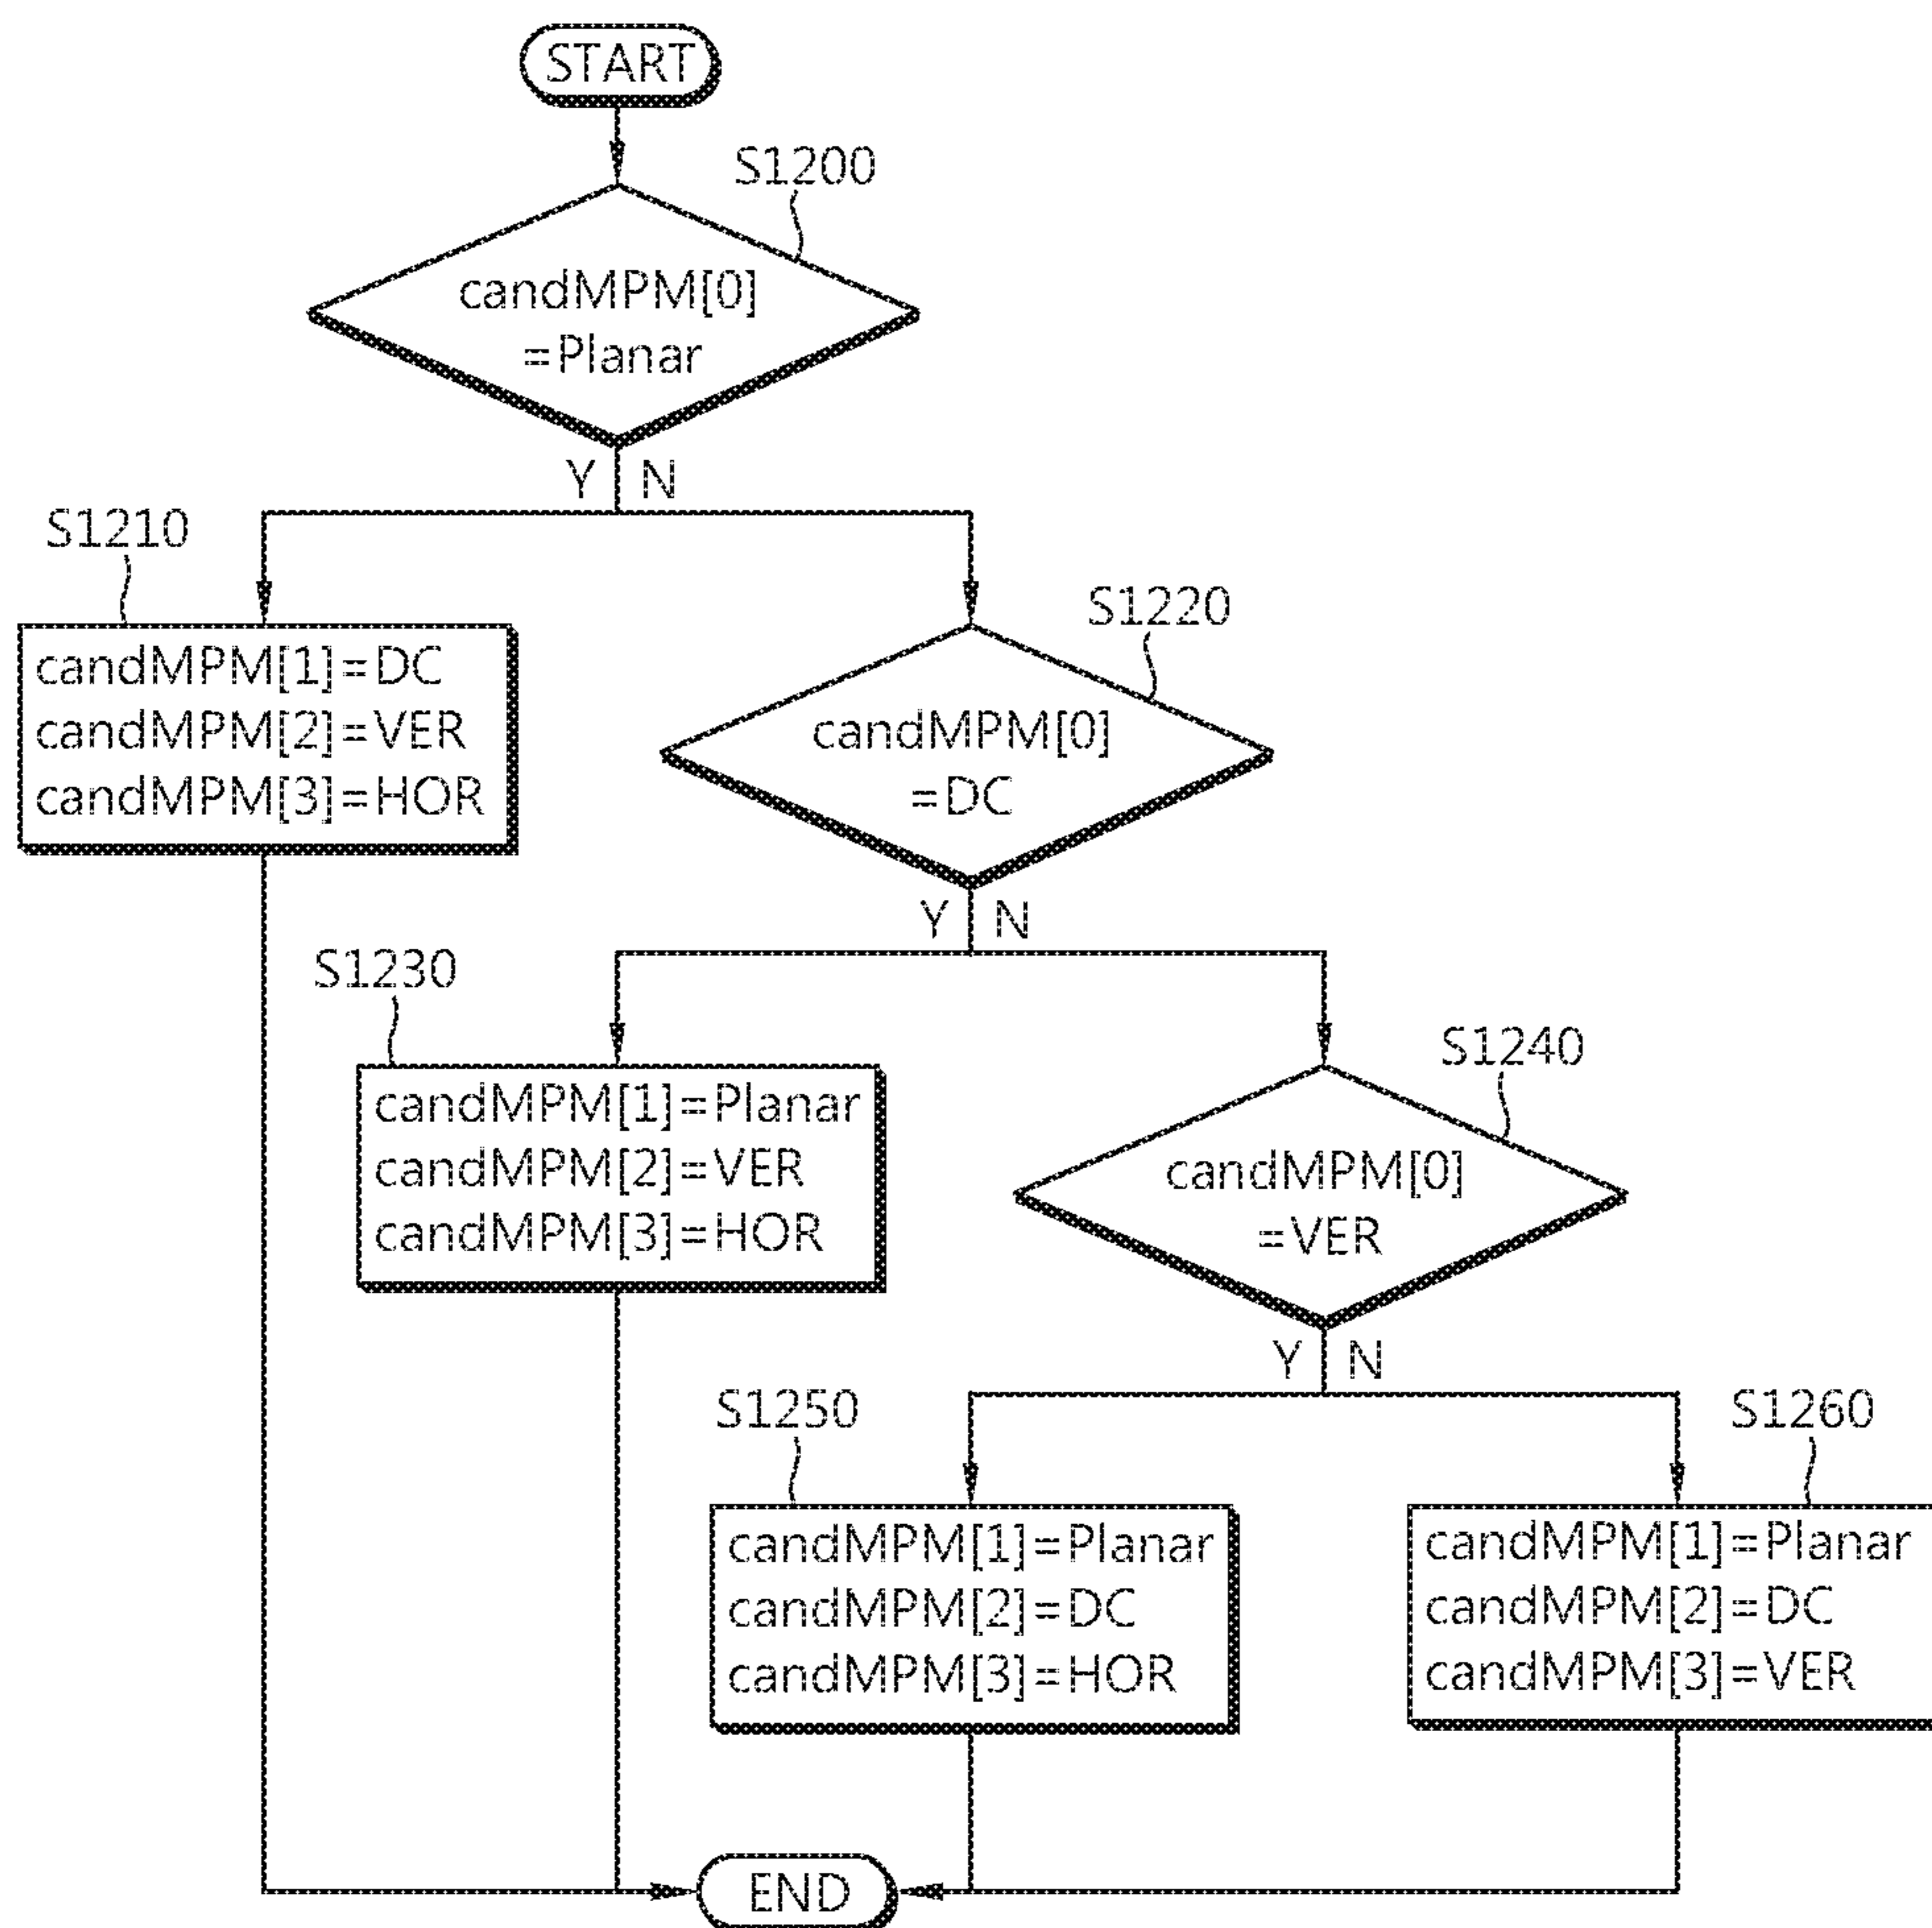 START
S1200
candMPM[0]
=Planar
Y N
S1210
candMPM[1]=DC
candMPM[2]=VER
candMPM[3]=HOR
S1220
candMPM[0]
=DC
Y N
S1230
candMPM[1]=Planar
candMPM[2]=VER
candMPM[3]=HOR
S1240
candMPM[0]
=VER
Y N
S1250
candMPM[1]=Planar
candMPM[2]=DC
candMPM[3]=HOR
S1260
candMPM[1]=Planar
candMPM[2]=DC
candMPM[3]=VER
END